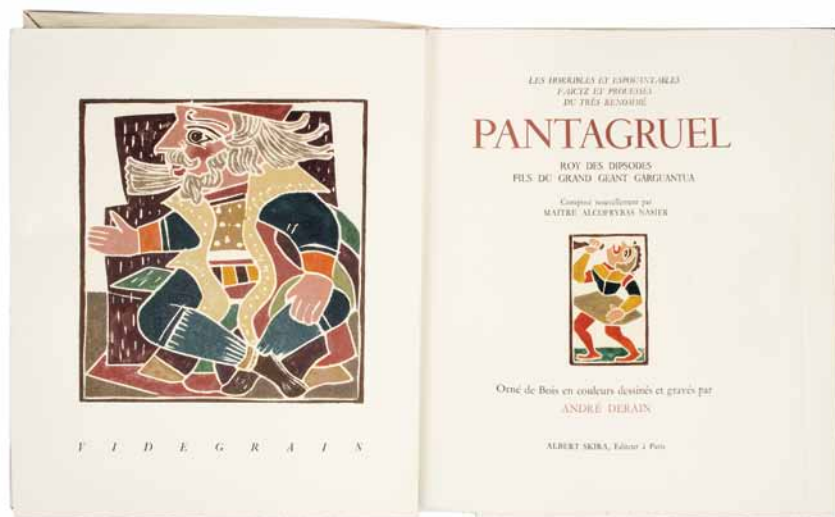 VIDEGRAIN
LES HORRIBLES ET ESPOUANTABLES
FAICTZ ET PROUESSES
DU TRÈS RENOMMÉ
PANTAGRUEL
ROY DES DIPSODES
FILS DU GRAND GEANT GARGUANTUA
Composé nouvellement par
MAITRE ALCOFRYBAS NASIER
Orné de Bois en couleurs dessinés et gravés par
ANDRÉ DERAIN
ALBERT SKIRA, Editeur à Paris